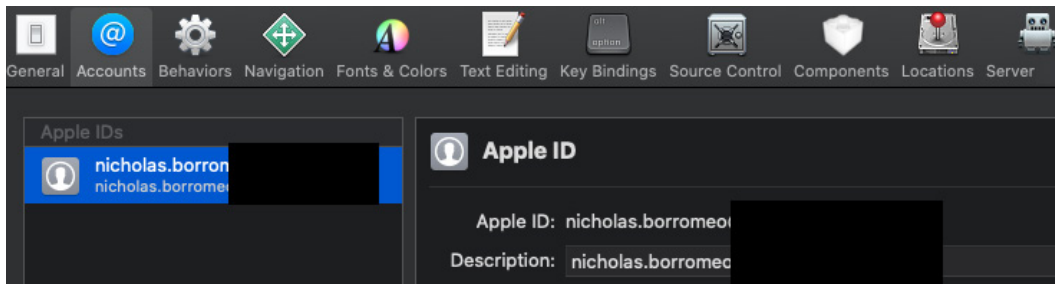 alt
option
General Accounts Behaviors Navigation Fonts & Colors Text Editing Key Bindings Source Control Components Locations Server
Apple IDs
nicholas.borrom
nicholas.borrome
Apple ID
Apple ID: nicholas.borromeo
Description: nicholas.borromeo